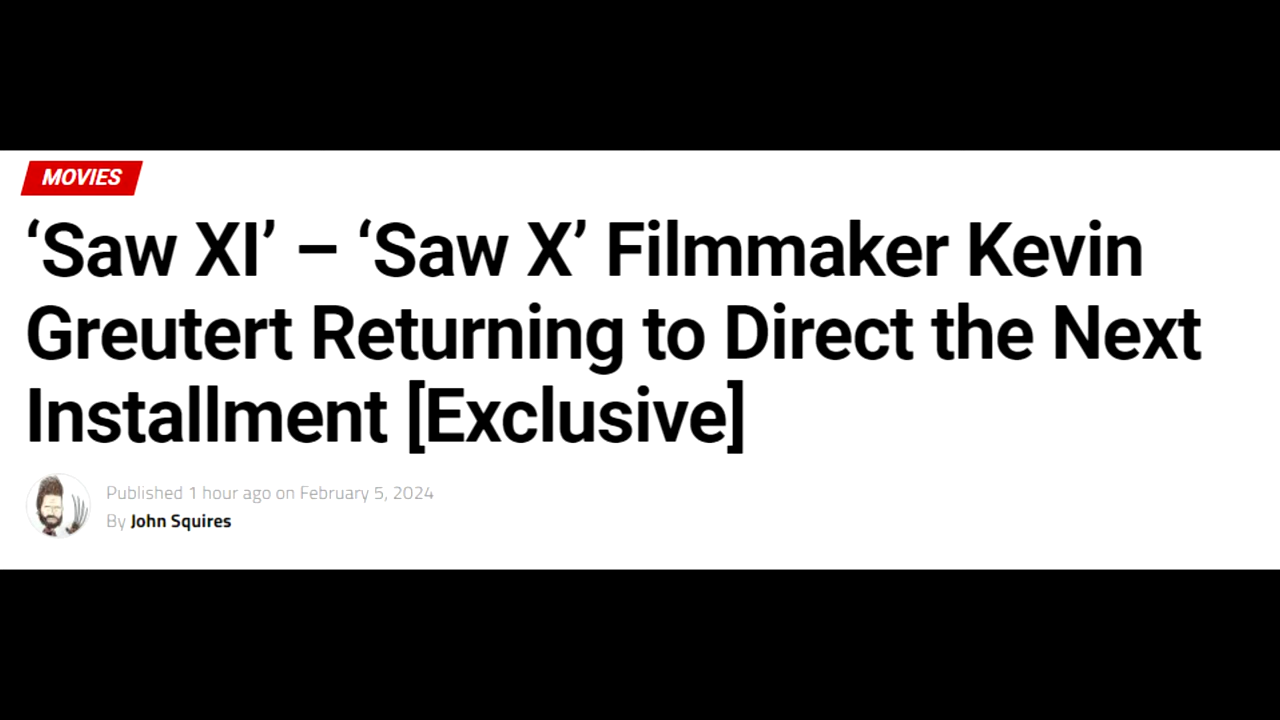 MOVIES
‘Saw XI’ – ‘Saw X’ Filmmaker Kevin
Greutert Returning to Direct the Next
Installment [Exclusive]
Published 1 hour ago on February 5, 2024
By John Squires